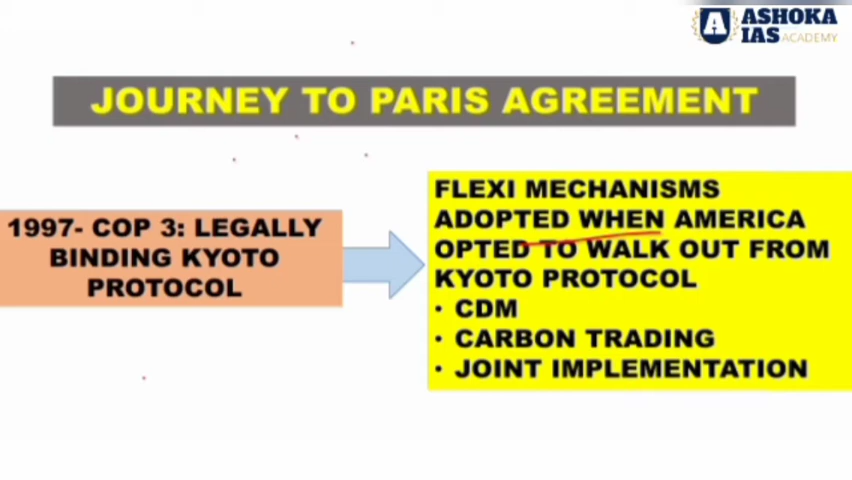 ASHOKA
IAS ACADEMY
JOURNEY TO PARIS AGREEMENT
1997- COP 3: LEGALLY
BINDING KYOTO
PROTOCOL
FLEXI MECHANISMS
ADOPTED WHEN AMERICA
OPTED TO WALK OUT FROM
KYOTO PROTOCOL
• CDM
• CARBON TRADING
• JOINT IMPLEMENTATION